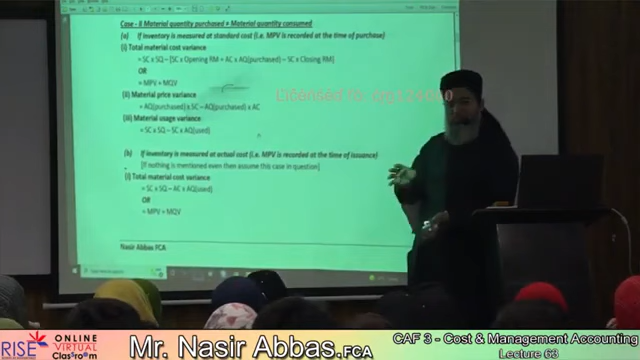 Case - II Material quantity purchased ≠ Material quantity consumed
(a) If inventory is measured at standard cost (i.e. MPV is recorded at the time of purchase)
(i) Total material cost variance
= SC x SQ – [SC x Opening RM + AC x AQ(purchased) – SC x Closing RM]
OR
= MPV + MQV
(ii) Material price variance
= AQ(purchased) x SC – AQ(purchased) x AC
(iii) Material usage variance
= SC x SQ – SC x AQ(used)
(b) If inventory is measured at actual cost (i.e. MPV is recorded at the time of issuance)
[If nothing is mentioned even then assume this case in question]
(i) Total material cost variance
= SC x SQ – AC x AQ(used)
OR
= MPV + MQV
Nasir Abbas FCA
Licensed to:
RISE
ONLINE
VIRTUAL
Classroom
Mr. Nasir Abbas.FCA
CAF 3 - Cost & Management Accounting
Lecture 63